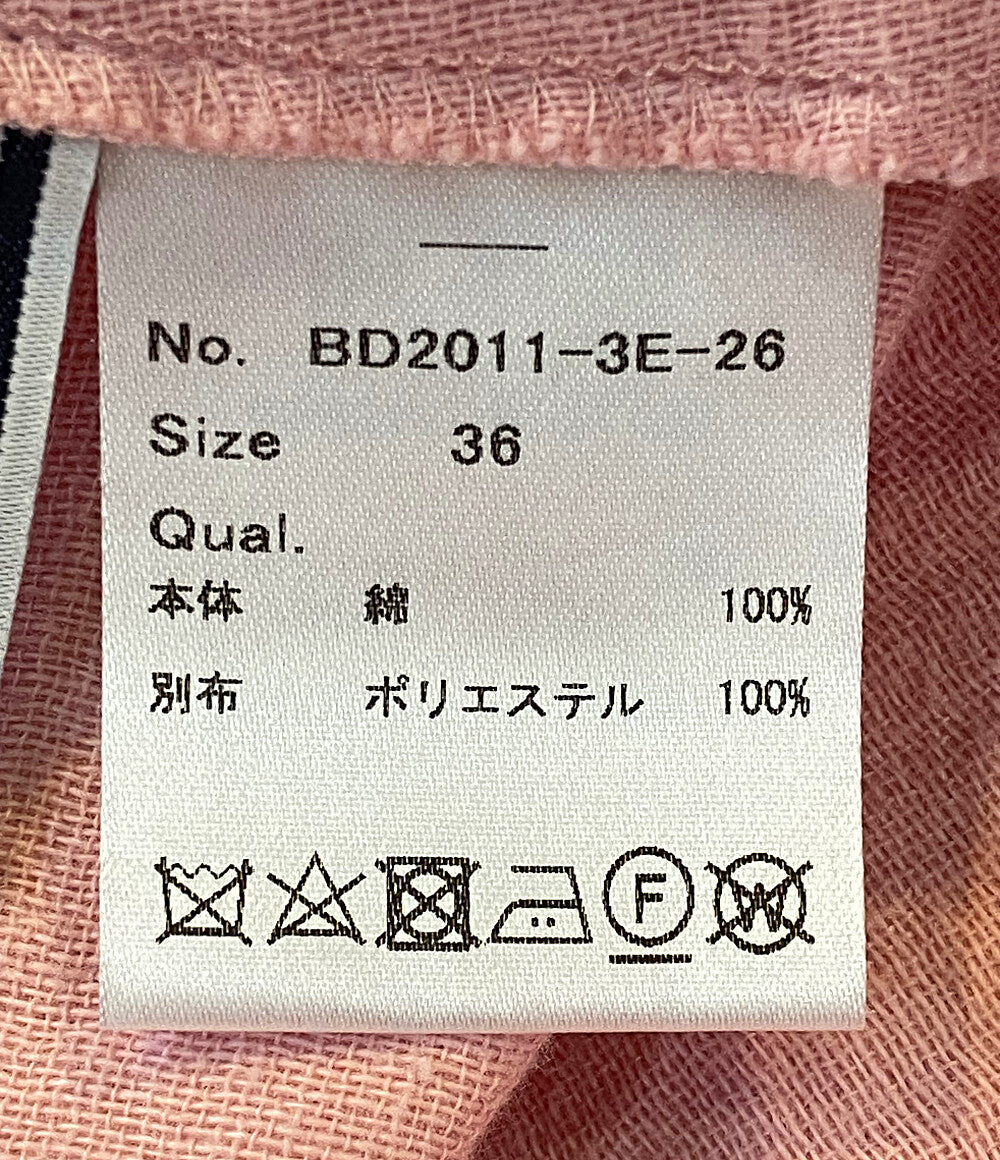 No. BD2011-3E-26
Size 36
Qual.
本体 綿 100%
別布 ポリエステル 100%
F W